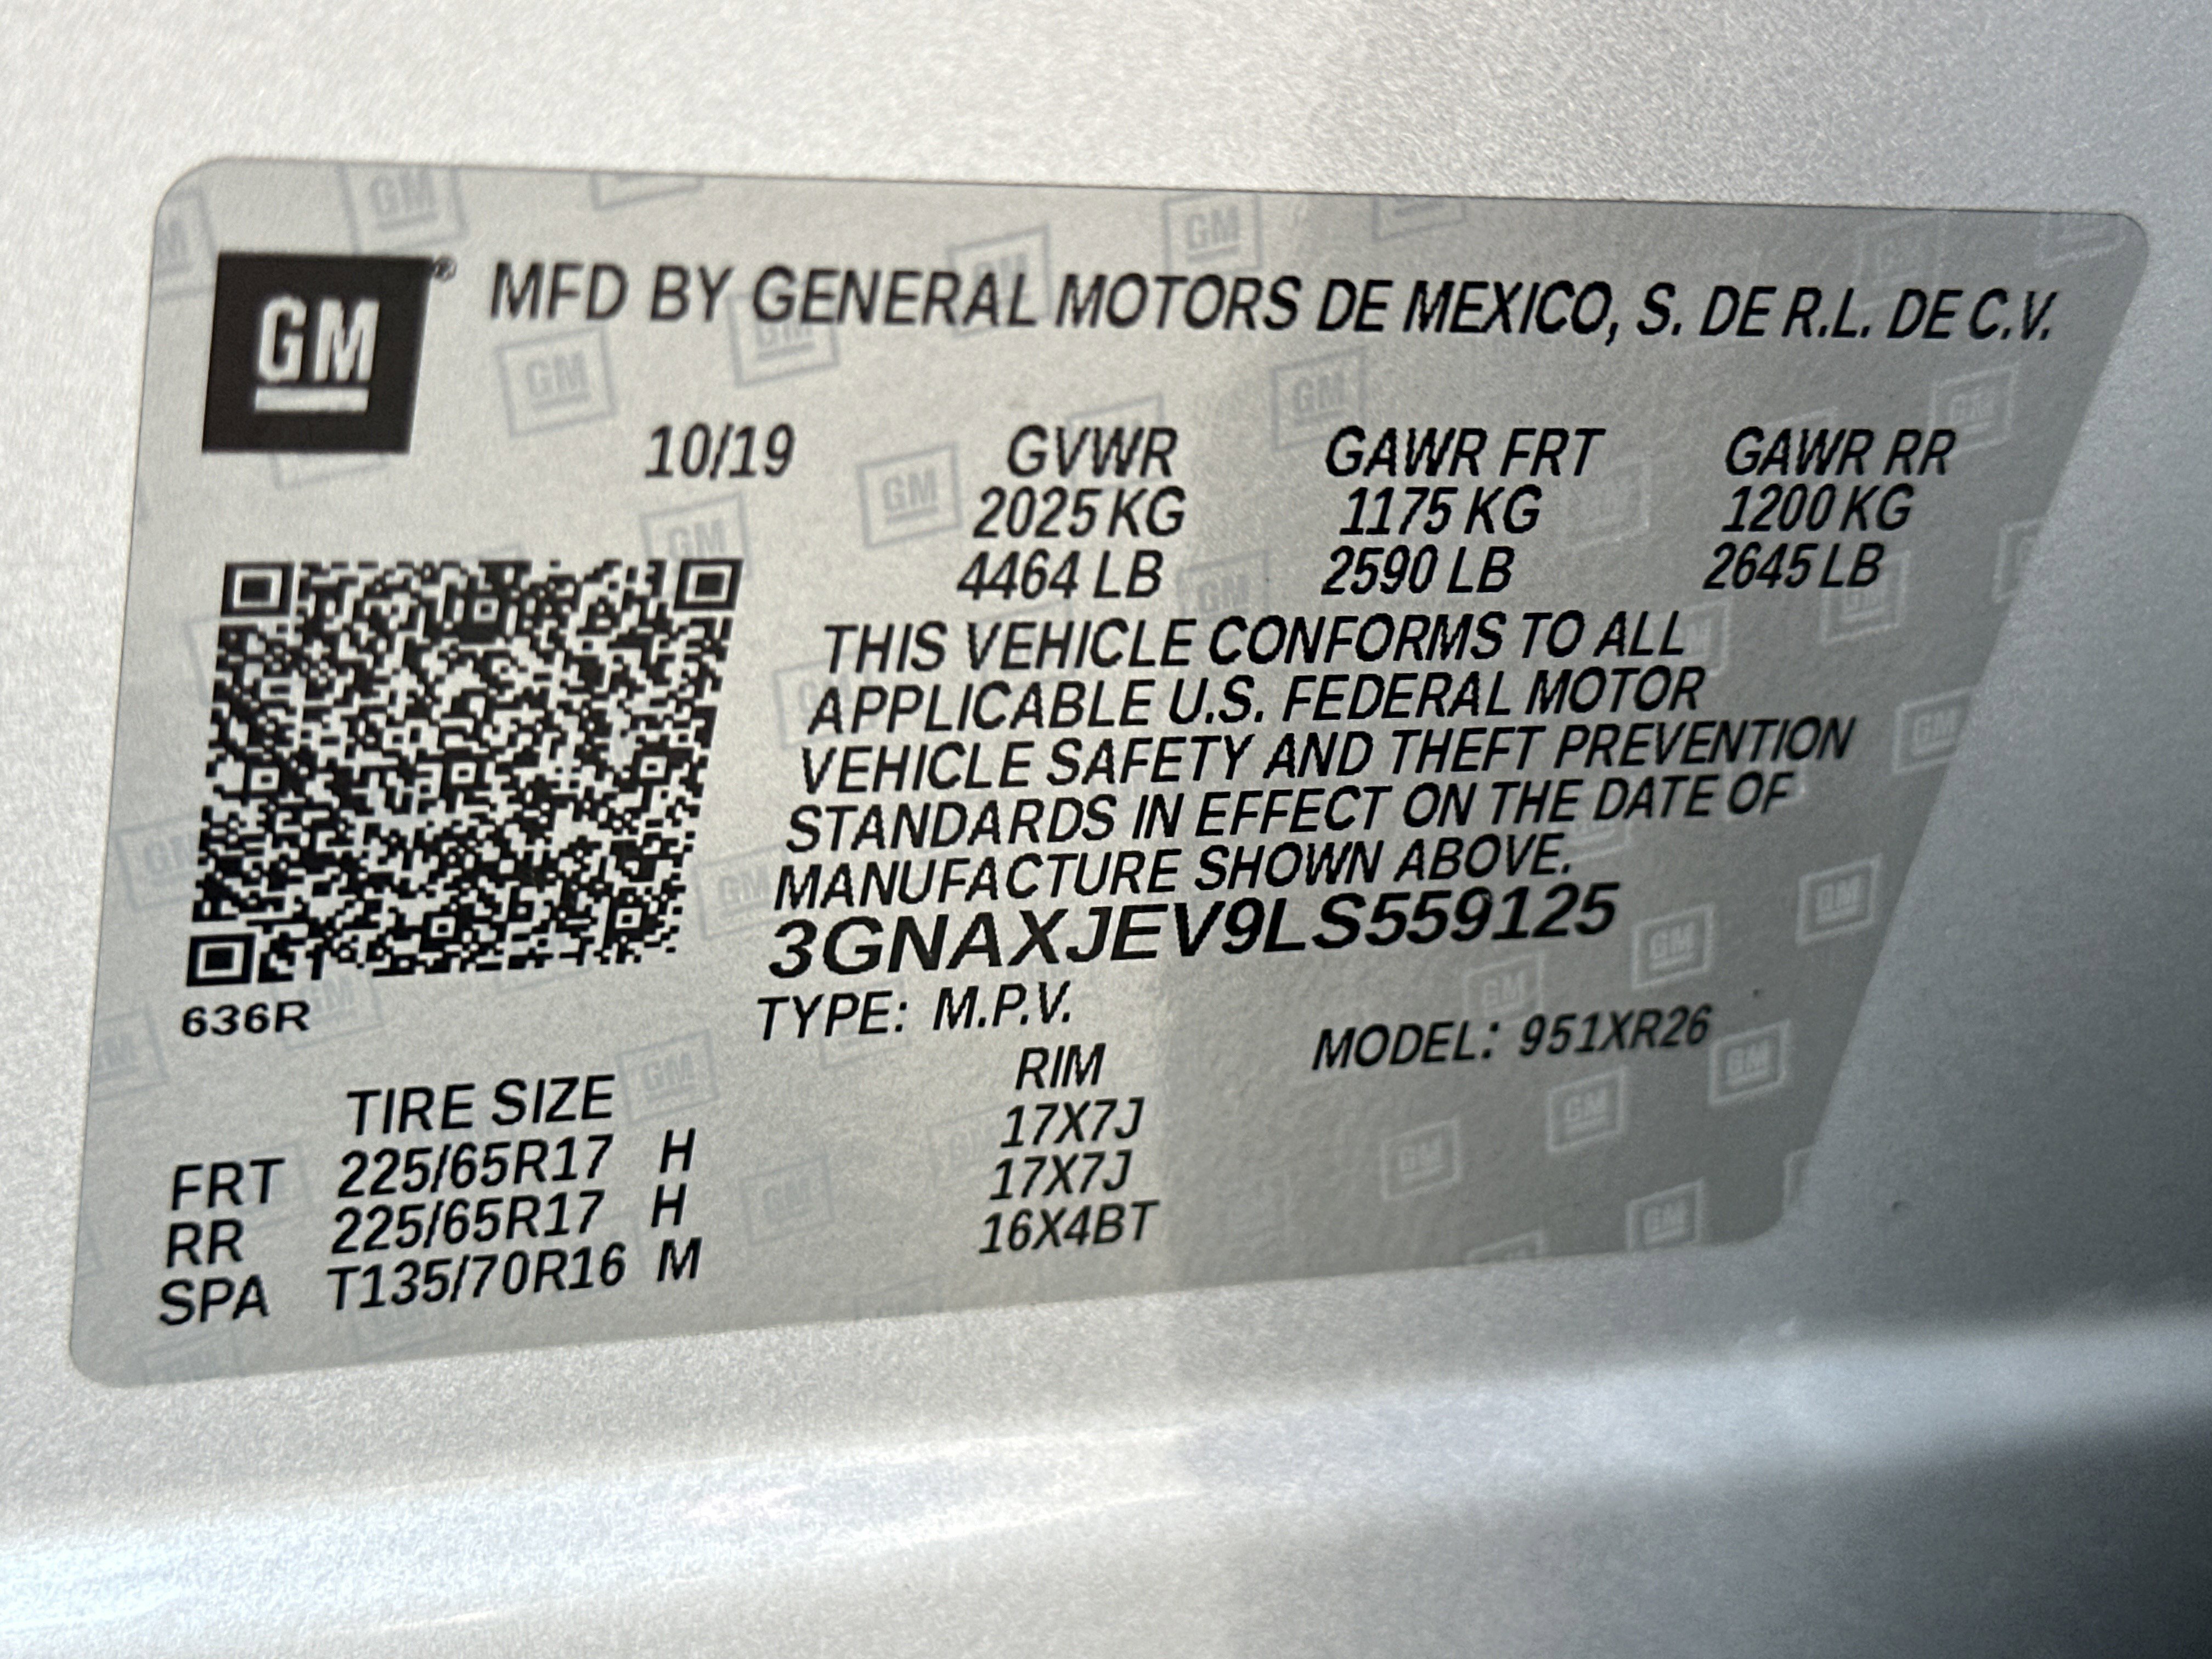 GM® MFD BY GENERAL MOTORS DE MEXICO, S. DE R.L. DE C.V.
10/19 GVWR GAWR FRT GAWR RR
2025 KG 1175 KG 1200 KG
4464 LB 2590 LB 2645 LB
THIS VEHICLE CONFORMS TO ALL
APPLICABLE U.S. FEDERAL MOTOR
VEHICLE SAFETY AND THEFT PREVENTION
STANDARDS IN EFFECT ON THE DATE OF
MANUFACTURE SHOWN ABOVE.
3GNAXJEV9LS559125
636R
TYPE: M.P.V. MODEL: 951XR26
TIRE SIZE RIM
FRT 225/65R17 H 17X7J
RR 225/65R17 H 17X7J
SPA T135/70R16 M 16X4BT